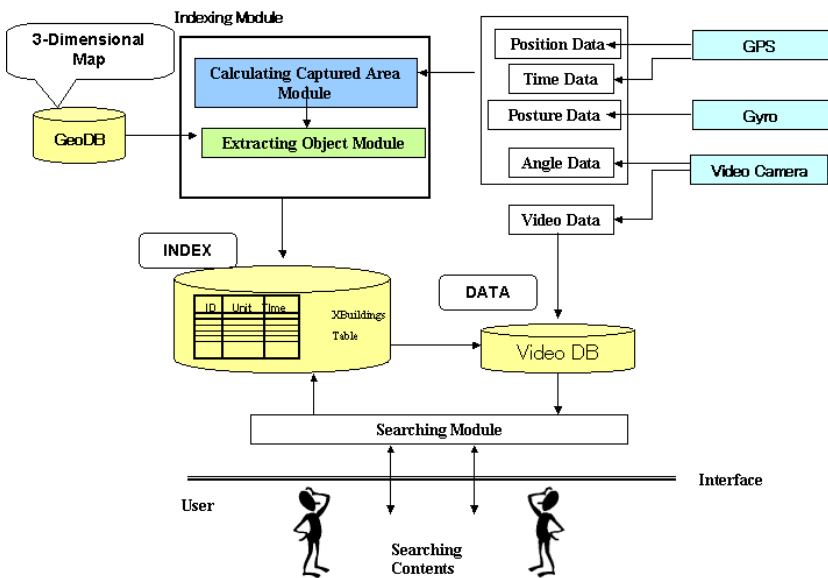 Indexing Module
3-Dimensional
Map
GeoDB
Calculating Captured Area
Module
Extracting Object Module
Position Data
Time Data
Posture Data
Angle Data
Video Data
GPS
Gyro
Video Camera
INDEX
ID Unit TIme
XBuildings
Table
DATA
Video DB
Searching Module
Interface
User
Searching
Contents